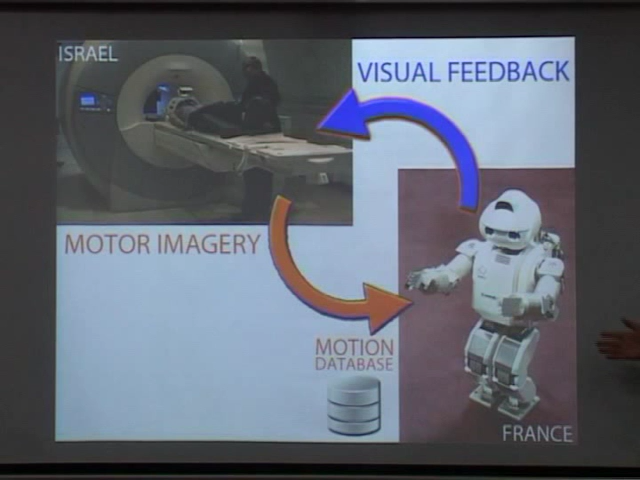 ISRAEL
VISUAL FEEDBACK
MOTOR IMAGERY
MOTION
DATABASE
FRANCE